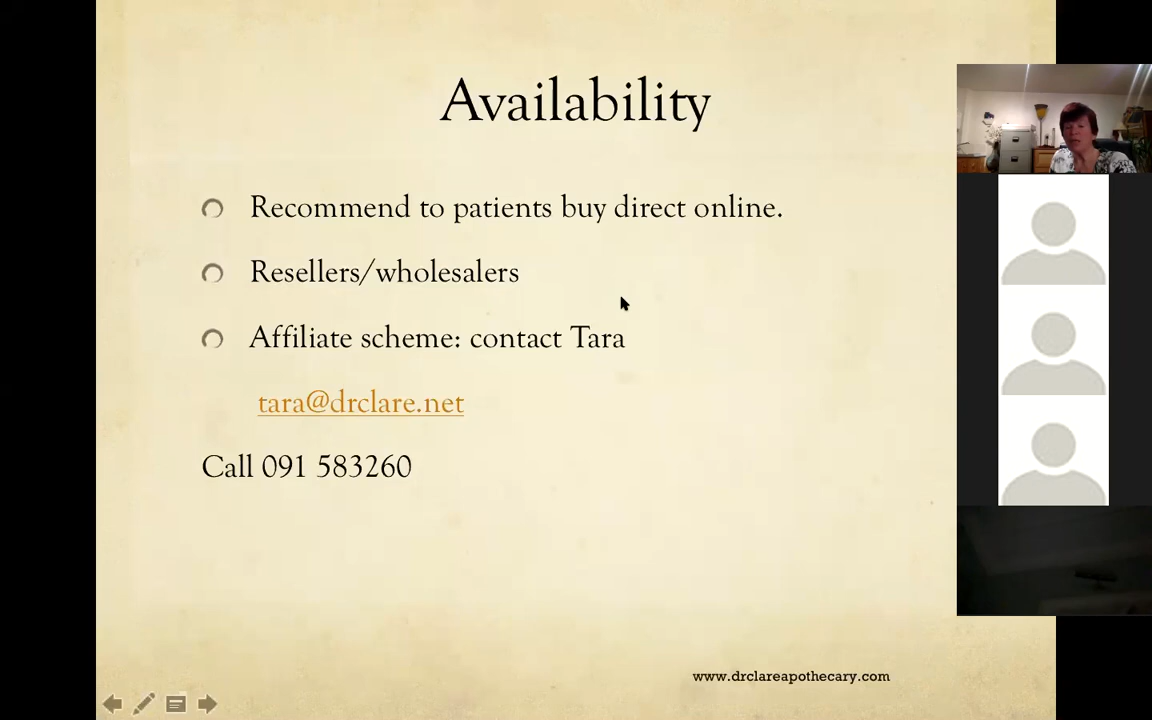 Availability
Recommend to patients buy direct online.
Resellers/wholesalers
Affiliate scheme: contact Tara
tara@drclare.net
Call 091 583260
www.drclareapothecary.com